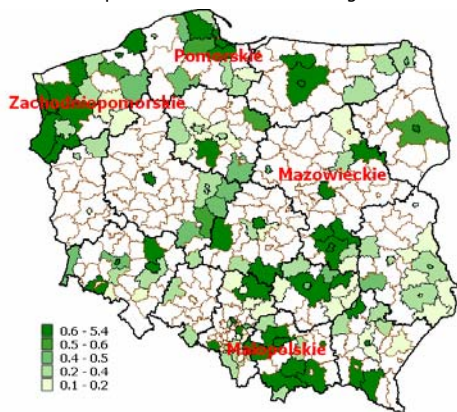 Pomorskie
Zachodniopomorskie
Mazowieckie
Małopolskie
0.6 - 5.4
0.5 - 0.6
0.4 - 0.5
0.2 - 0.4
0.1 - 0.2